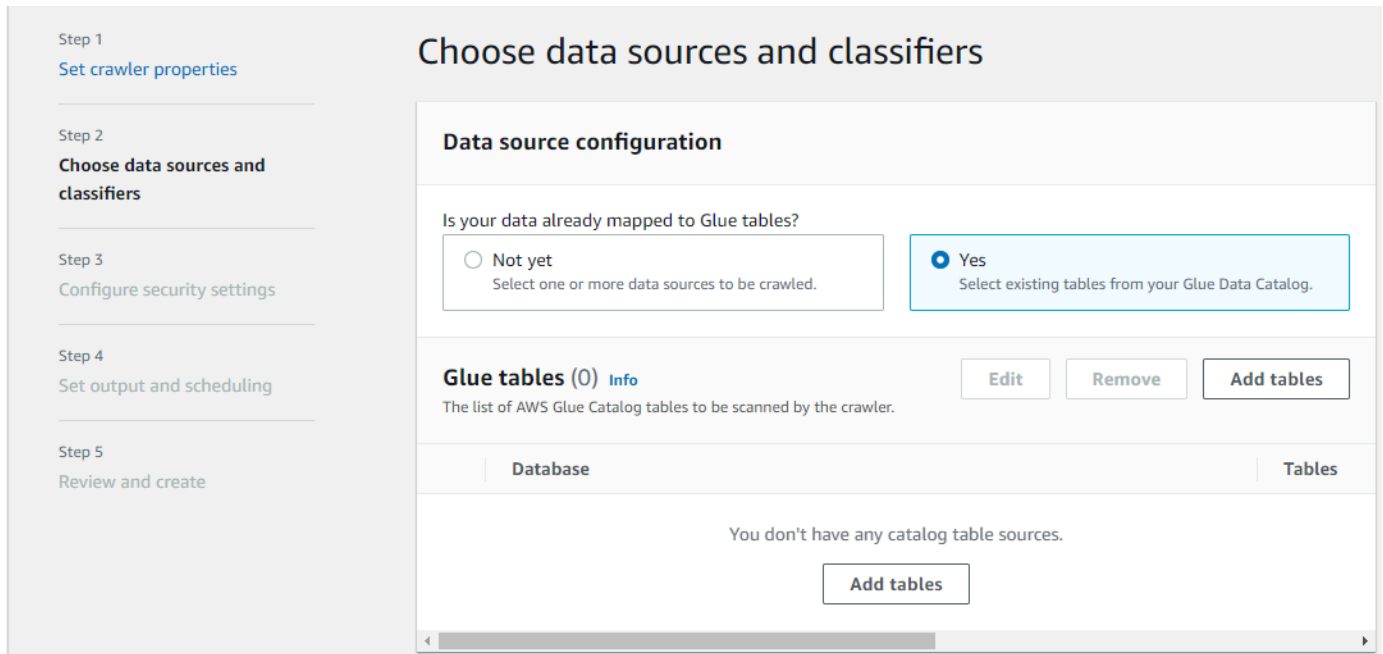 Step 1
Set crawler properties
Step 2
Choose data sources and
classifiers
Step 3
Configure security settings
Step 4
Set output and scheduling
Step 5
Review and create
Choose data sources and classifiers
Data source configuration
Is your data already mapped to Glue tables?
Not yet
Select one or more data sources to be crawled.
Yes
Select existing tables from your Glue Data Catalog.
Glue tables (0) Info
The list of AWS Glue Catalog tables to be scanned by the crawler.
Edit
Remove
Add tables
Database
Tables
You don't have any catalog table sources.
Add tables